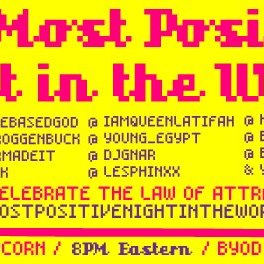 Most Posi
t in the W
EBASEDGOD @ IAMQUEENLATIFAH @
ROGGENBUCK @ YOUNG_EGYPT @
RMADEIT @ DJGNAR @
K @ LESPHINXX & Y
CELEBRATE THE LAW OF ATTR
OSTPOSITIVENIGHTINTHEWOR
CORN / 8PM Eastern / BYOD